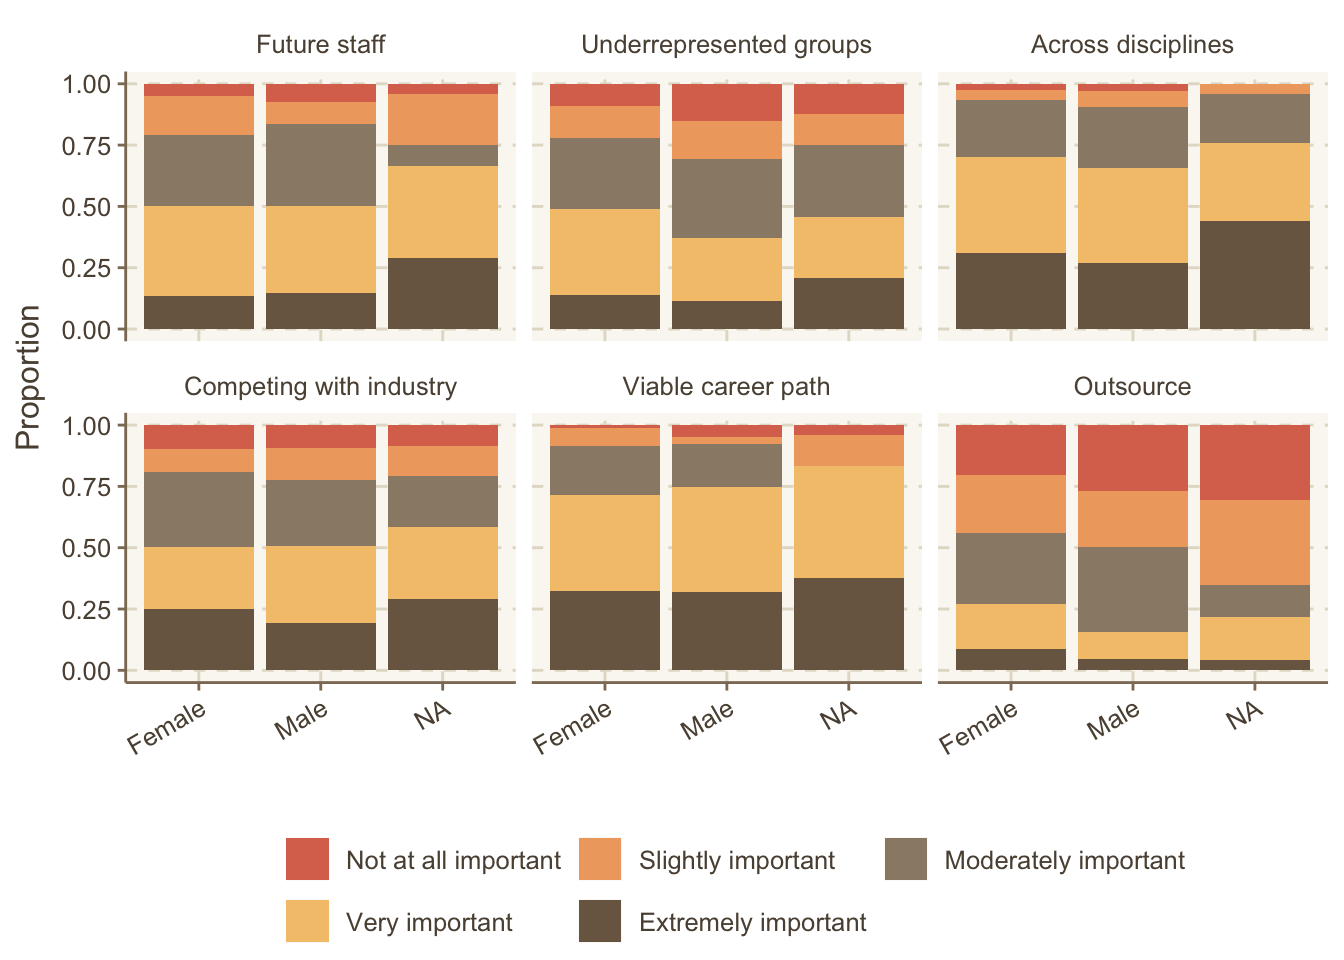 Future staff
Underrepresented groups
Across disciplines
1.00
0.75
0.50
0.25
0.00
Proportion
Competing with industry
Viable career path
Outsource
1.00
0.75
0.50
0.25
0.00
Female
Male
NA
Female
Male
NA
Female
Male
NA
Not at all important
Slightly important
Moderately important
Very important
Extremely important